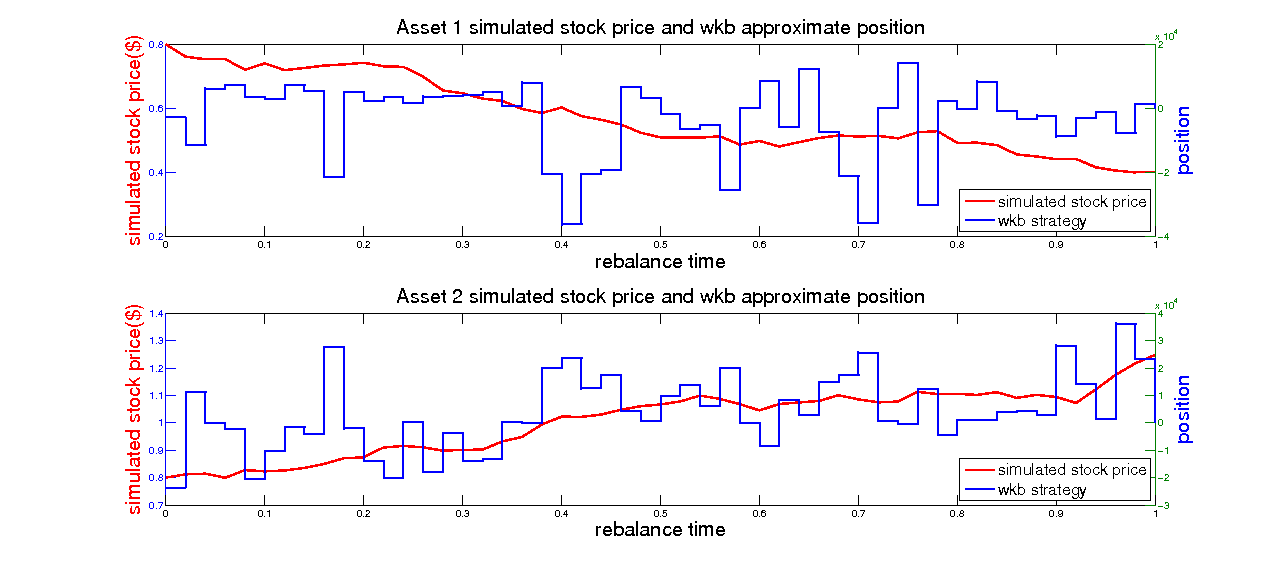 Asset 1 simulated stock price and wkb approximate position
x 10^4
simulated stock price($)
0.8
0.6
0.4
0.2
2
0
-2
-4
position
simulated stock price
wkb strategy
0 0.1 0.2 0.3 0.4 0.5 0.6 0.7 0.8 0.9 1
rebalance time
Asset 2 simulated stock price and wkb approximate position
x 10^4
simulated stock price($)
1.4
1.3
1.2
1.1
1
0.9
0.8
0.7
4
3
2
1
0
-1
-2
-3
position
simulated stock price
wkb strategy
0 0.1 0.2 0.3 0.4 0.5 0.6 0.7 0.8 0.9 1
rebalance time